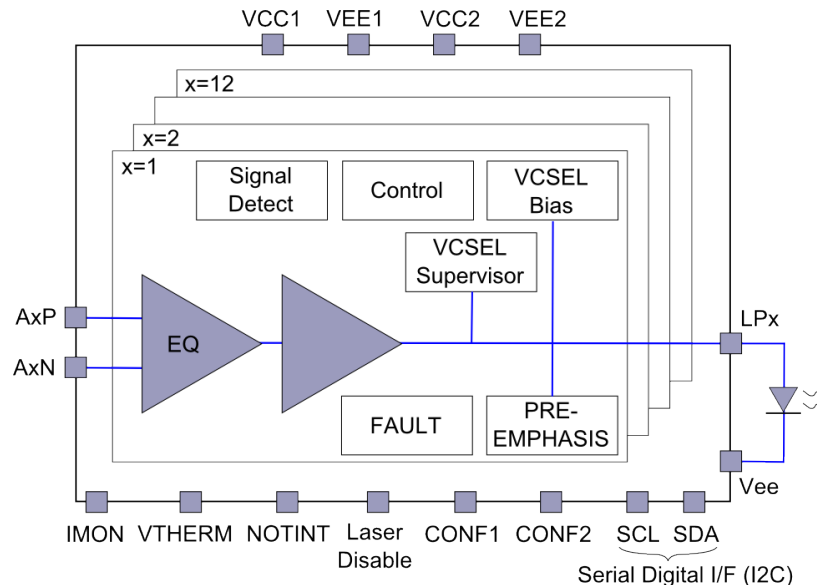 VCC1 VEE1 VCC2 VEE2
x=12
x=2
x=1
Signal
Detect
Control
VCSEL
Bias
VCSEL
Supervisor
AxP
AxN
EQ
LPx
FAULT
PRE-
EMPHASIS
Vee
IMON VTHERM NOTINT Laser
Disable CONF1 CONF2 SCL SDA
Serial Digital I/F (I2C)